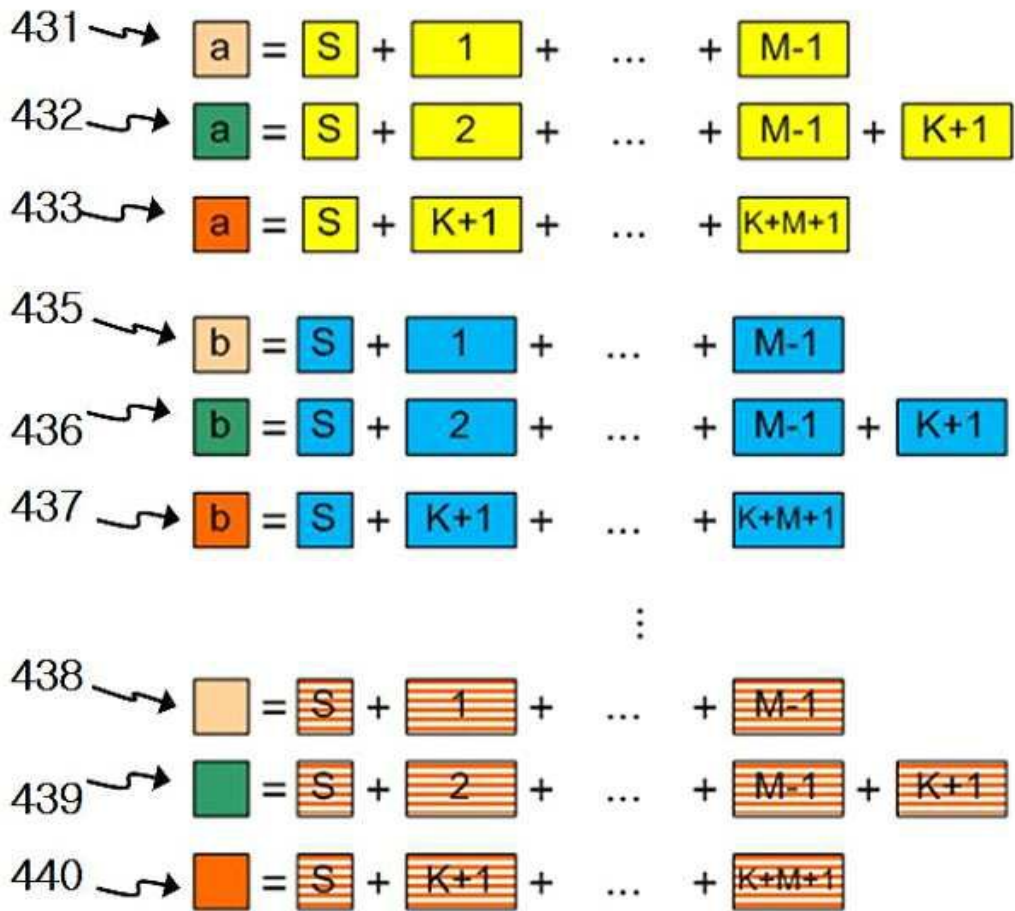 431 a = S + 1 + ... + M-1
432 a = S + 2 + ... + M-1 + K+1
433 a = S + K+1 + ... + K+M+1
435 b = S + 1 + ... + M-1
436 b = S + 2 + ... + M-1 + K+1
437 b = S + K+1 + ... + K+M+1
⋮
438 = S + 1 + ... + M-1
439 = S + 2 + ... + M-1 + K+1
440 = S + K+1 + ... + K+M+1